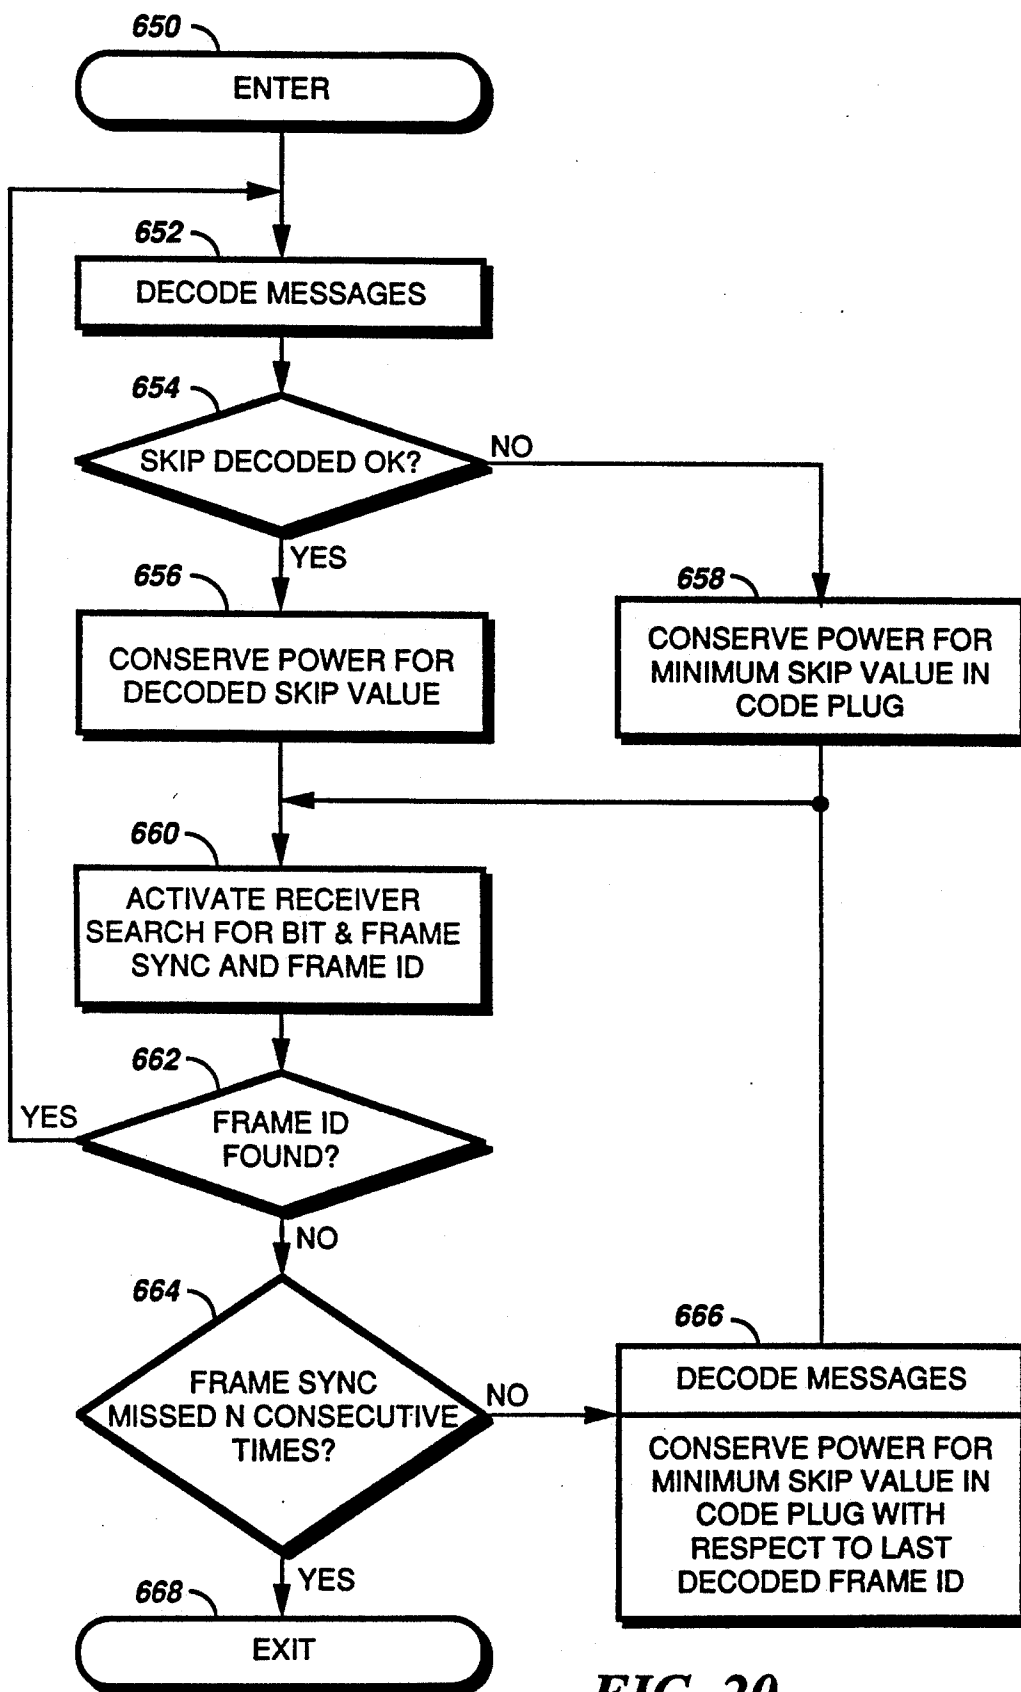 650
ENTER
652
DECODE MESSAGES
654
SKIP DECODED OK?
NO
YES
656
CONSERVE POWER FOR
DECODED SKIP VALUE
658
CONSERVE POWER FOR
MINIMUM SKIP VALUE IN
CODE PLUG
660
ACTIVATE RECEIVER
SEARCH FOR BIT & FRAME
SYNC AND FRAME ID
662
YES
FRAME ID
FOUND?
NO
664
FRAME SYNC
MISSED N CONSECUTIVE
TIMES?
NO
YES
666
DECODE MESSAGES
CONSERVE POWER FOR
MINIMUM SKIP VALUE IN
CODE PLUG WITH
RESPECT TO LAST
DECODED FRAME ID
668
EXIT
FIG. 20